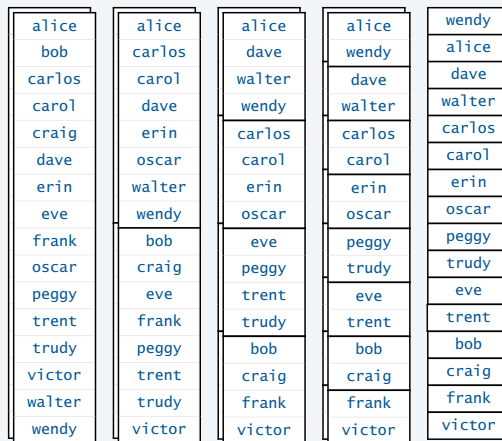 alice alice alice alice wendy
bob carlos dave wendy alice
carlos carol walter dave dave
carol dave wendy walter walter
craig erin carlos carlos carlos
dave oscar carol carol carol
erin walter erin erin erin
eve wendy oscar oscar oscar
frank bob eve peggy peggy
oscar craig peggy trudy trudy
peggy eve trent eve eve
trent frank trudy trent trent
trudy peggy bob bob bob
victor trent craig craig craig
walter trudy frank frank frank
wendy victor victor victor victor